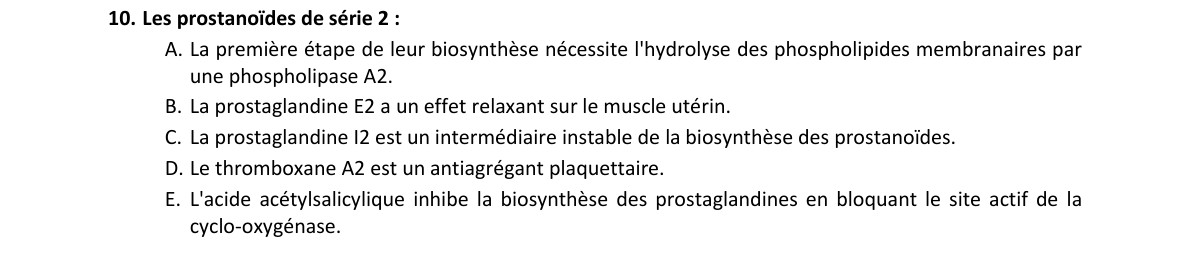 10. Les prostanoïdes de série 2 :
A. La première étape de leur biosynthèse nécessite l'hydrolyse des phospholipides membranaires par
une phospholipase A2.
B. La prostaglandine E2 a un effet relaxant sur le muscle utérin.
C. La prostaglandine I2 est un intermédiaire instable de la biosynthèse des prostanoïdes.
D. Le thromboxane A2 est un antiagrégant plaquettaire.
E. L'acide acétylsalicylique inhibe la biosynthèse des prostaglandines en bloquant le site actif de la
cyclo-oxygénase.